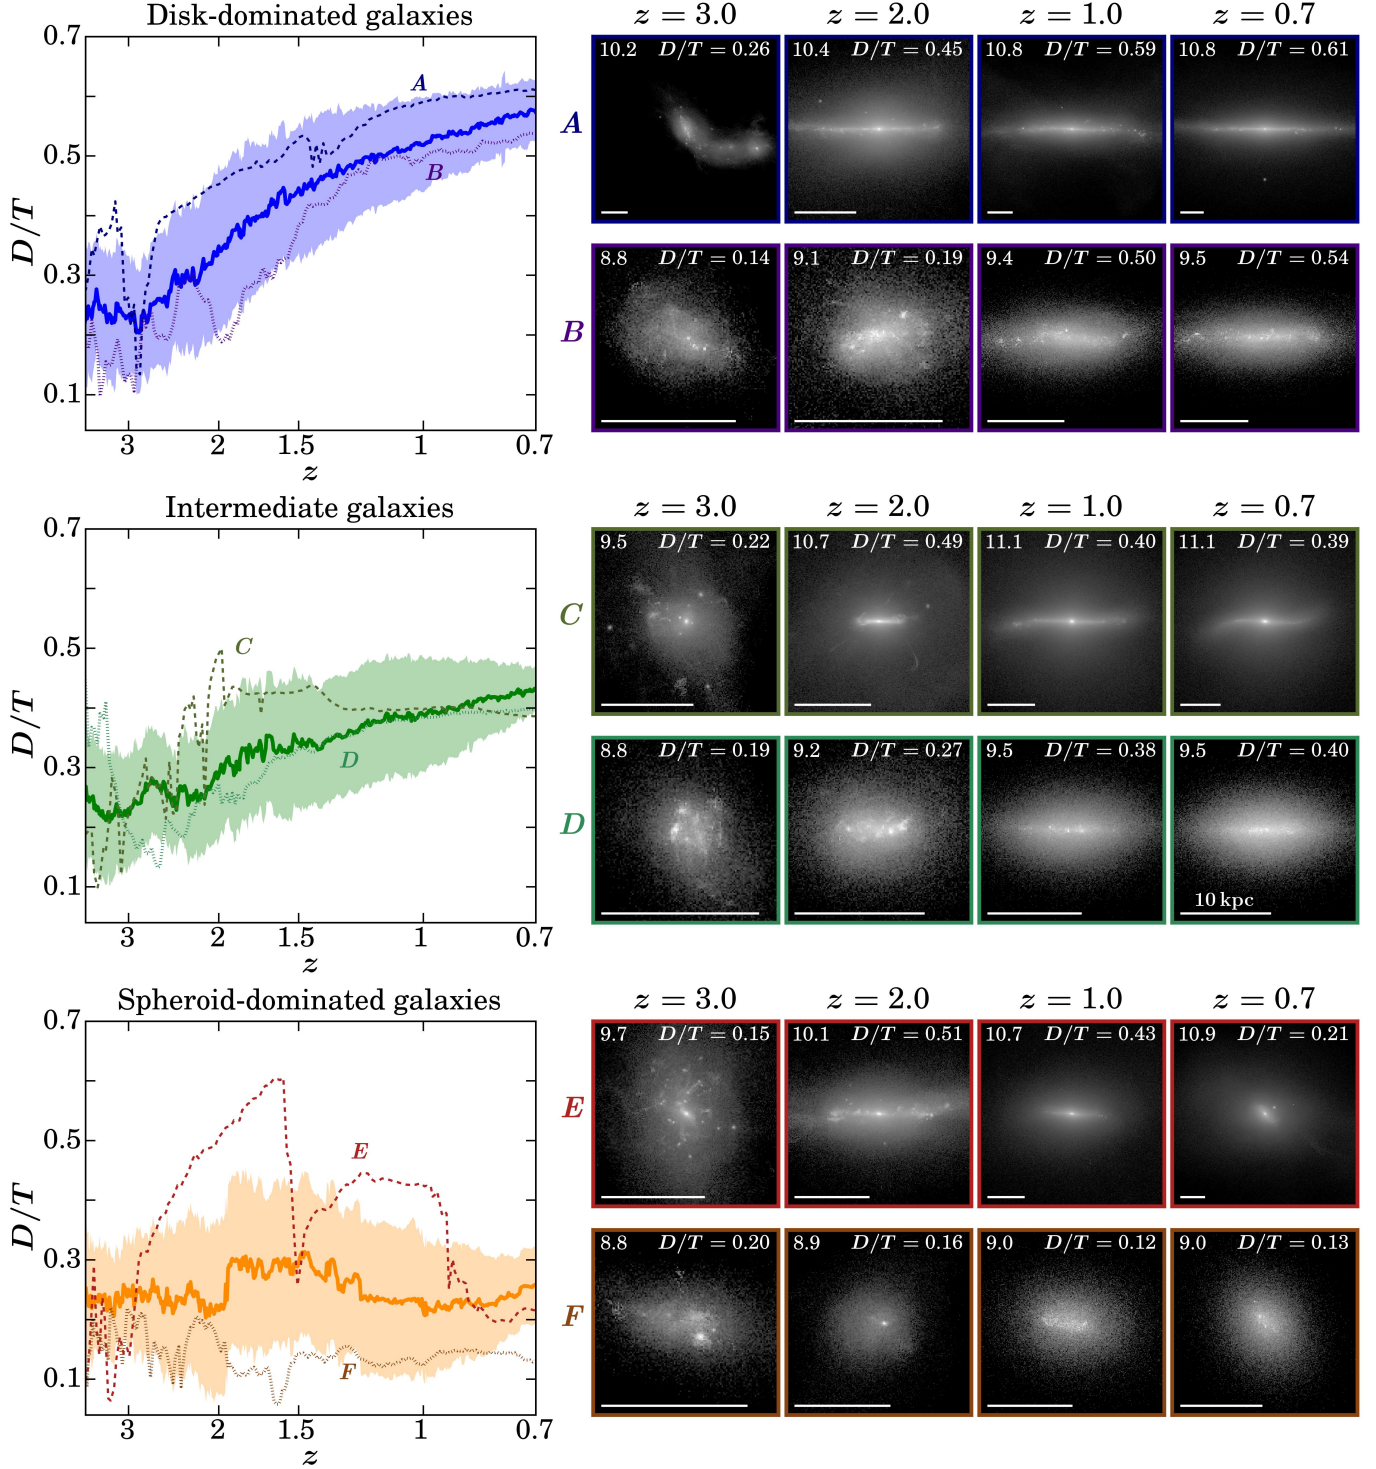 Disk-dominated galaxies
z = 3.0 z = 2.0 z = 1.0 z = 0.7
0.7
0.5
0.3
0.1
D/T
A
B
3 2 1.5 1 0.7
z
A
10.2 D/T = 0.26
10.4 D/T = 0.45
10.8 D/T = 0.59
10.8 D/T = 0.61
B
8.8 D/T = 0.14
9.1 D/T = 0.19
9.4 D/T = 0.50
9.5 D/T = 0.54
Intermediate galaxies
z = 3.0 z = 2.0 z = 1.0 z = 0.7
0.7
0.5
0.3
0.1
D/T
C
D
3 2 1.5 1 0.7
z
C
9.5 D/T = 0.22
10.7 D/T = 0.49
11.1 D/T = 0.40
11.1 D/T = 0.39
D
8.8 D/T = 0.19
9.2 D/T = 0.27
9.5 D/T = 0.38
9.5 D/T = 0.40
10 kpc
Spheroid-dominated galaxies
z = 3.0 z = 2.0 z = 1.0 z = 0.7
0.7
0.5
0.3
0.1
D/T
E
F
3 2 1.5 1 0.7
z
E
9.7 D/T = 0.15
10.1 D/T = 0.51
10.7 D/T = 0.43
10.9 D/T = 0.21
F
8.8 D/T = 0.20
8.9 D/T = 0.16
9.0 D/T = 0.12
9.0 D/T = 0.13